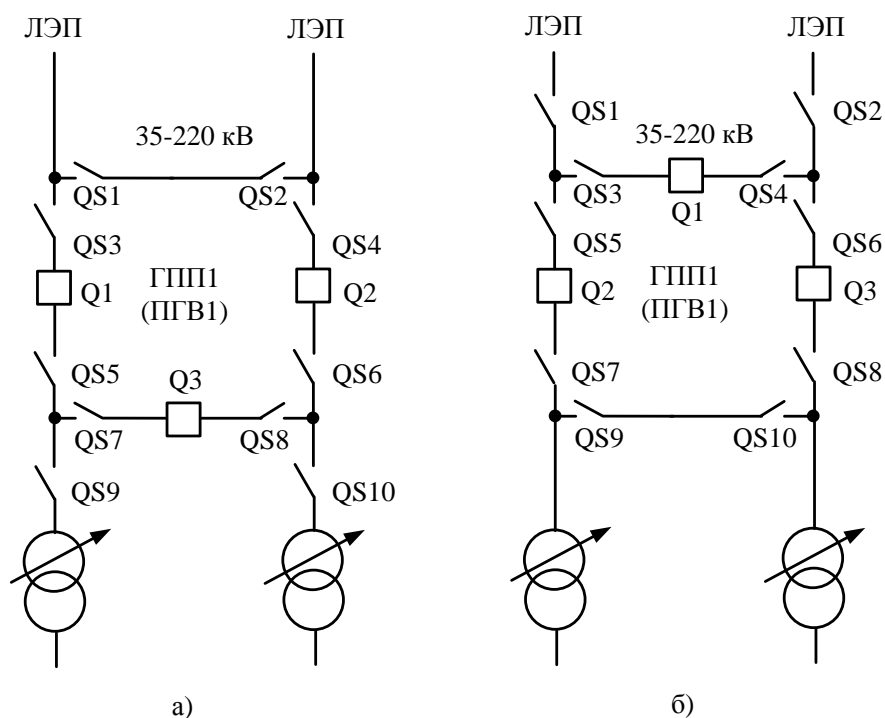 ЛЭП
ЛЭП
35-220 кВ
QS1
QS2
QS3
QS4
Q1
ГПП1
(ПГВ1)
Q2
QS5
Q3
QS6
QS7
QS8
QS9
QS10
а)
ЛЭП
ЛЭП
QS1
QS2
35-220 кВ
QS3
Q1
QS4
QS5
QS6
Q2
ГПП1
(ПГВ1)
Q3
QS7
QS8
QS9
QS10
б)